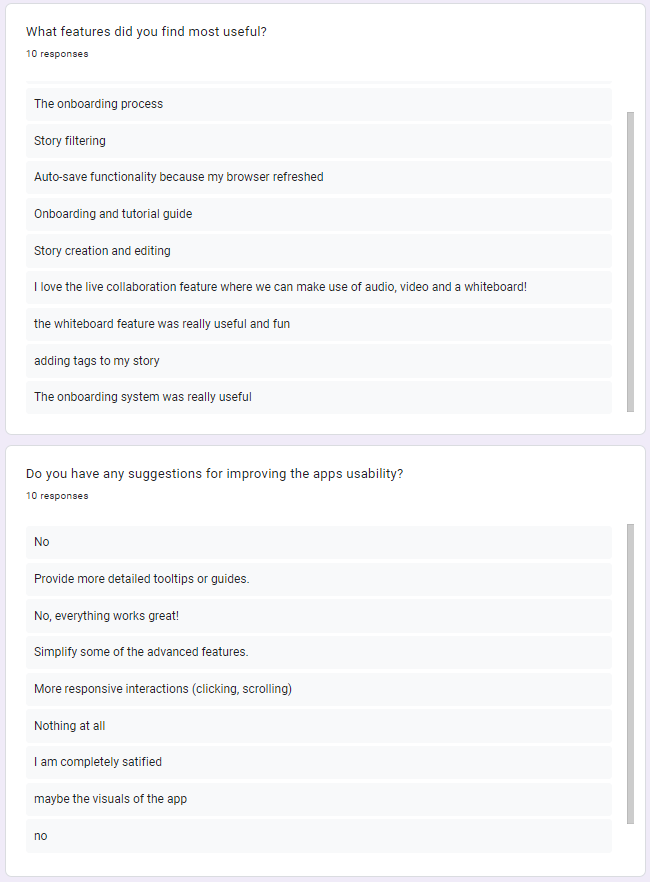 What features did you find most useful?
10 responses
The onboarding process
Story filtering
Auto-save functionality because my browser refreshed
Onboarding and tutorial guide
Story creation and editing
I love the live collaboration feature where we can make use of audio, video and a whiteboard!
the whiteboard feature was really useful and fun
adding tags to my story
The onboarding system was really useful
Do you have any suggestions for improving the apps usability?
10 responses
No
Provide more detailed tooltips or guides.
No, everything works great!
Simplify some of the advanced features.
More responsive interactions (clicking, scrolling)
Nothing at all
I am completely satified
maybe the visuals of the app
no